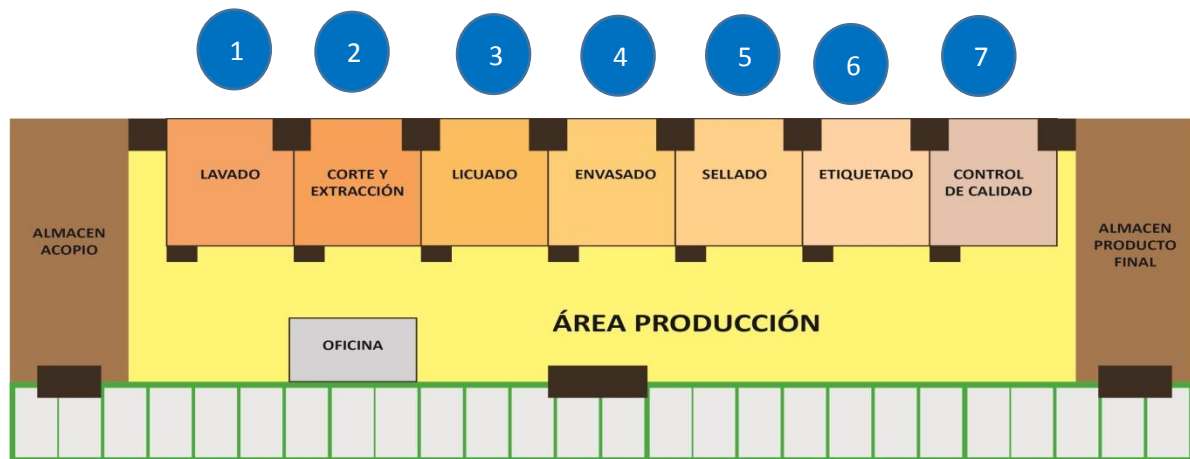 1 2 3 4 5 6 7
LAVADO
CORTE Y
EXTRACCIÓN
LICUADO
ENVASADO
SELLADO
ETIQUETADO
CONTROL
DE CALIDAD
ALMACEN
ACOPIO
ALMACEN
PRODUCTO
FINAL
ÁREA PRODUCCIÓN
OFICINA